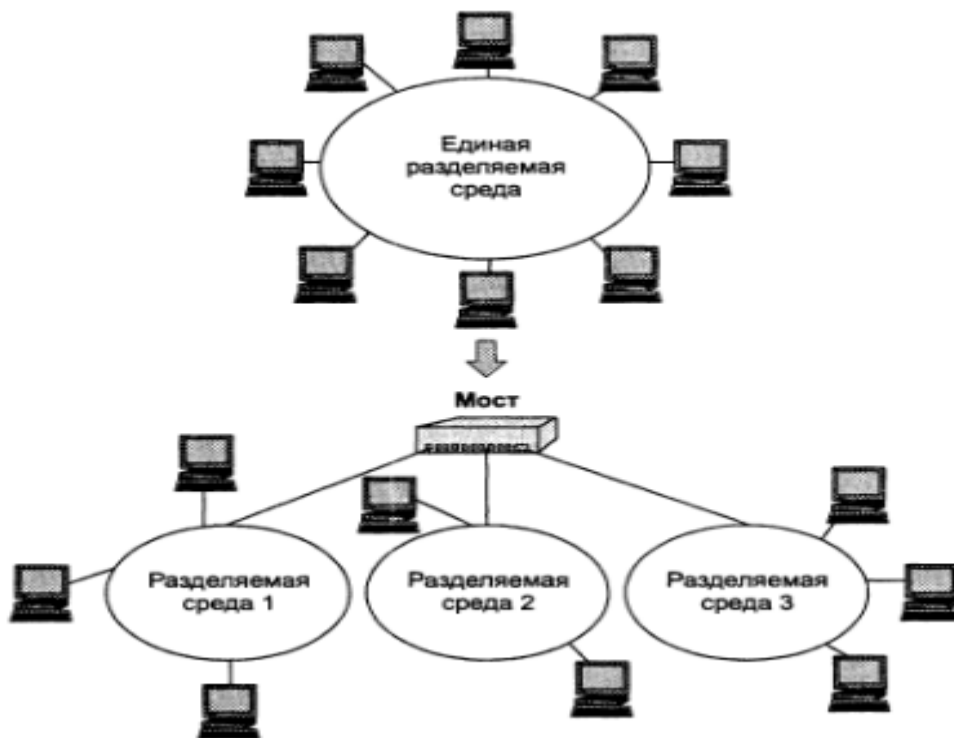 Единая
разделяемая
среда
Мост
Разделяемая
среда 1
Разделяемая
среда 2
Разделяемая
среда 3